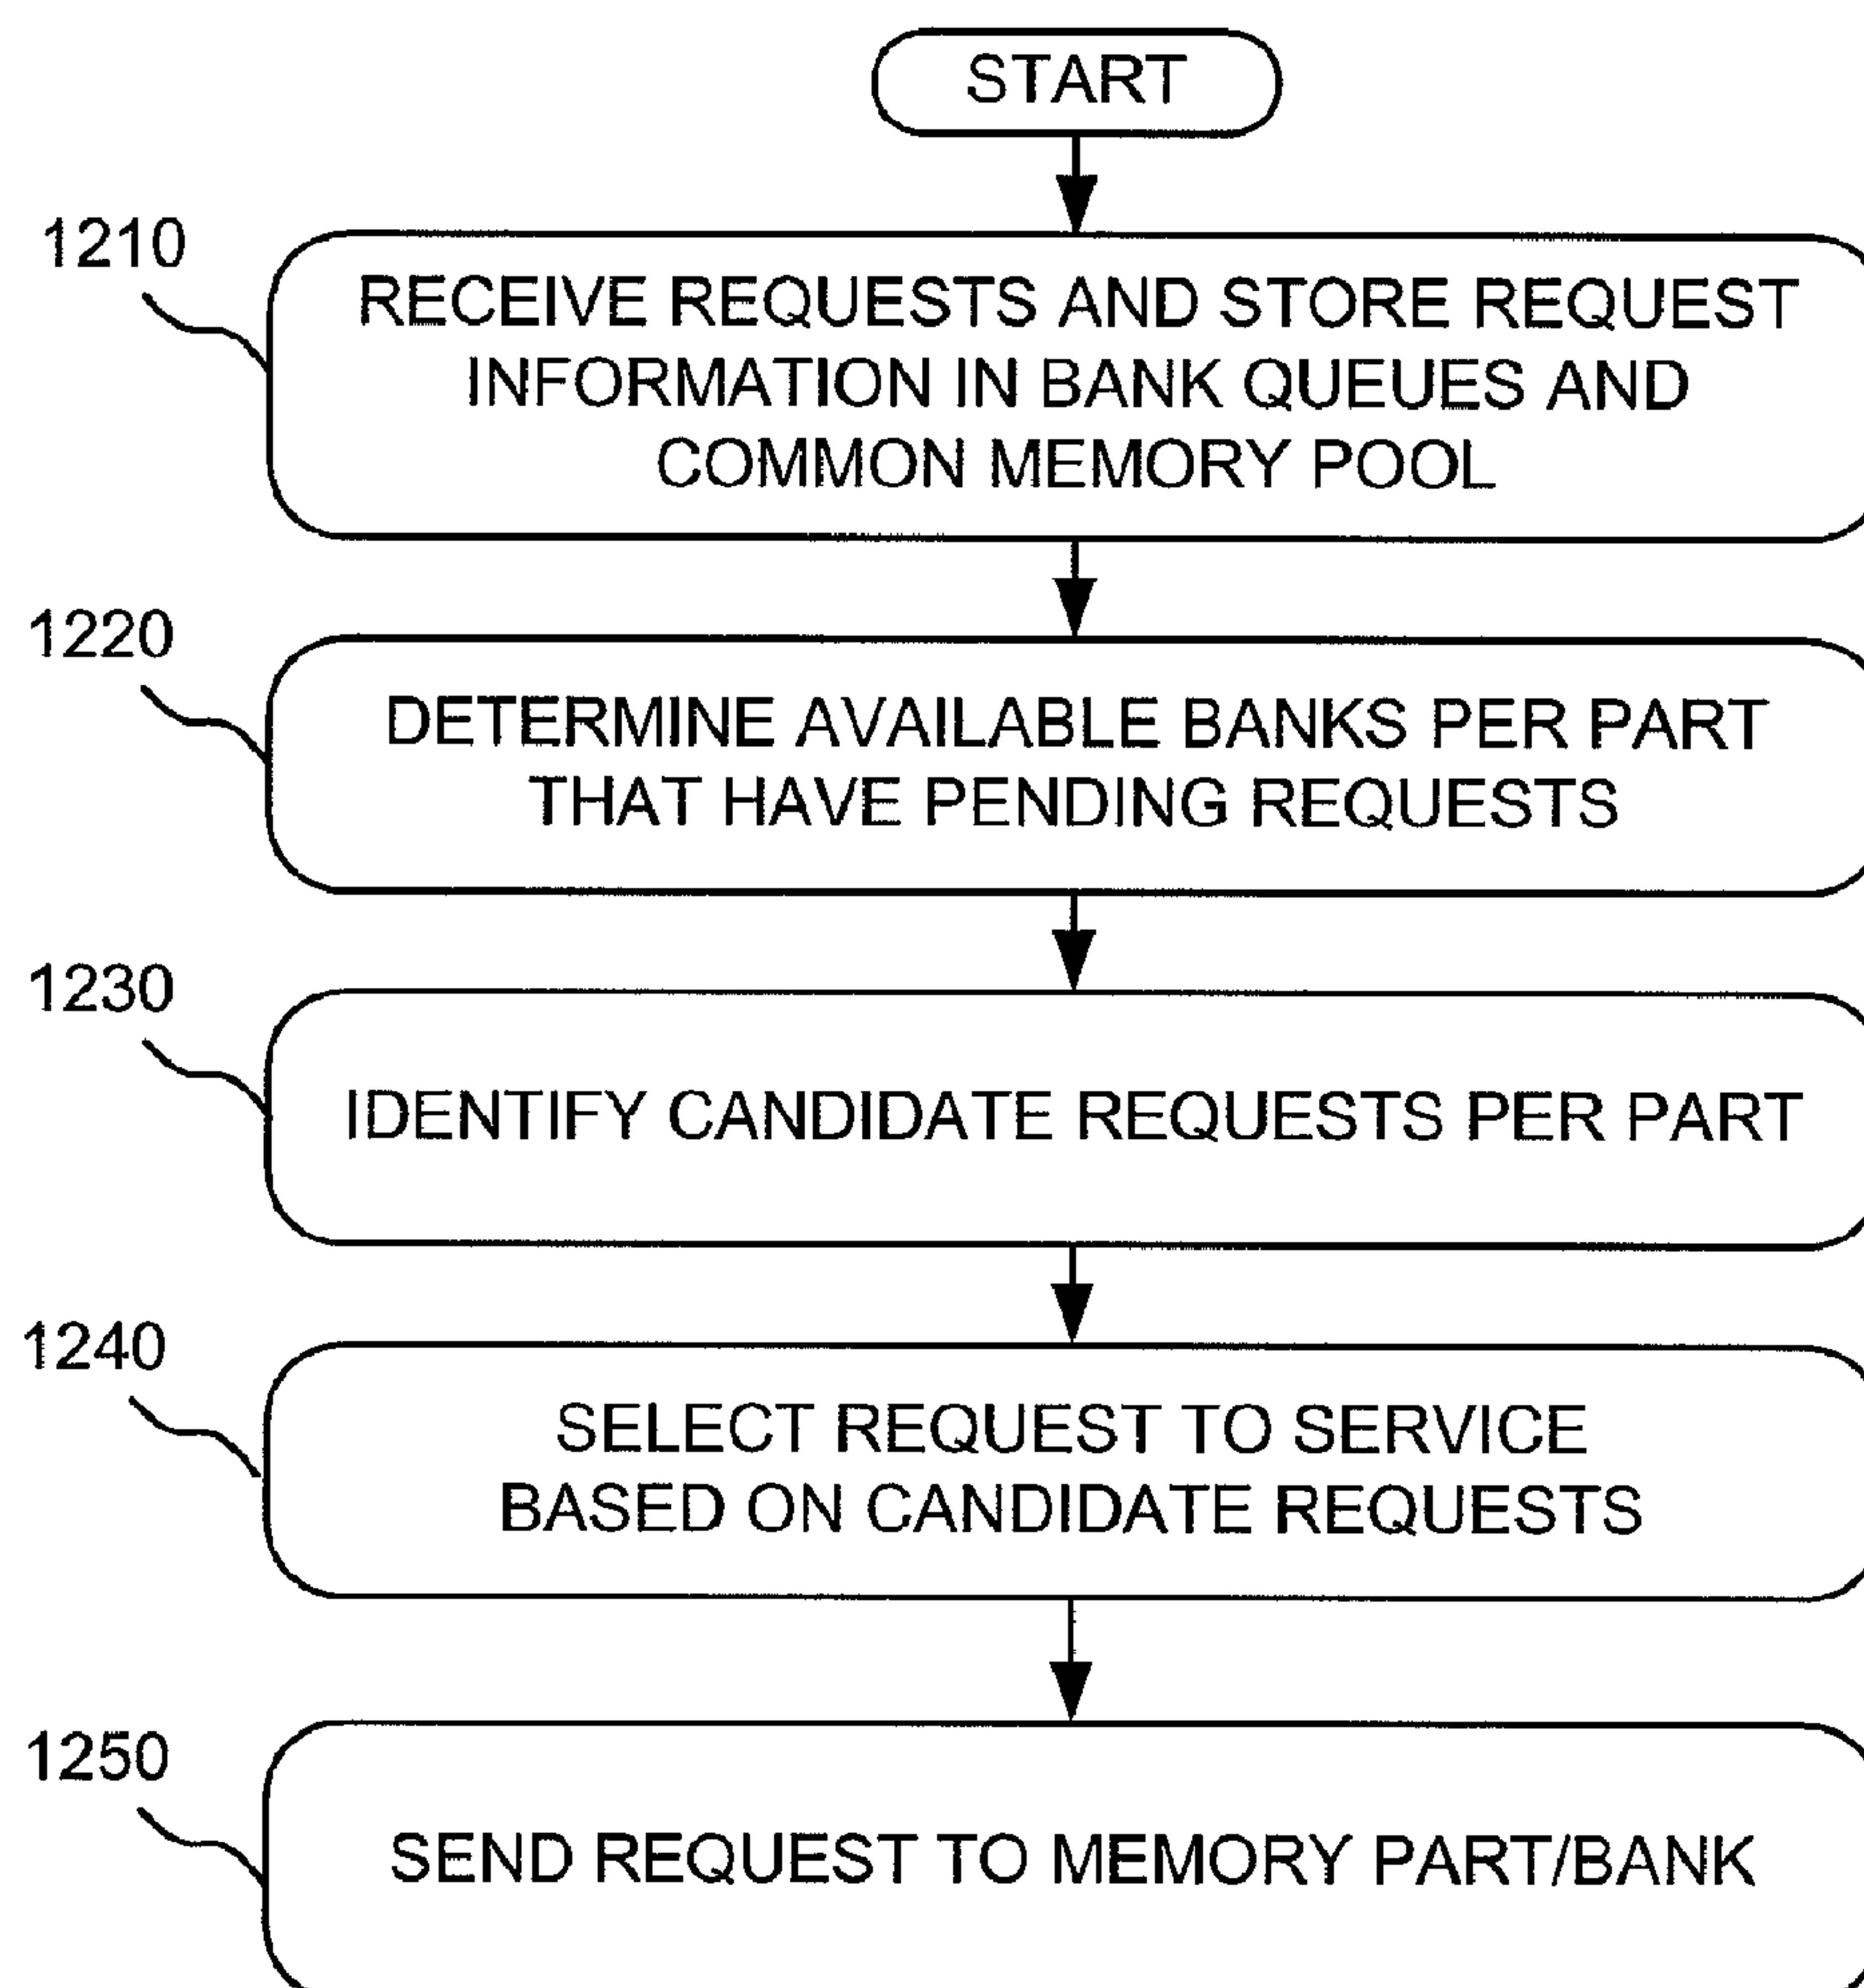 START
1210
RECEIVE REQUESTS AND STORE REQUEST
INFORMATION IN BANK QUEUES AND
COMMON MEMORY POOL
1220
DETERMINE AVAILABLE BANKS PER PART
THAT HAVE PENDING REQUESTS
1230
IDENTIFY CANDIDATE REQUESTS PER PART
1240
SELECT REQUEST TO SERVICE
BASED ON CANDIDATE REQUESTS
1250
SEND REQUEST TO MEMORY PART/BANK